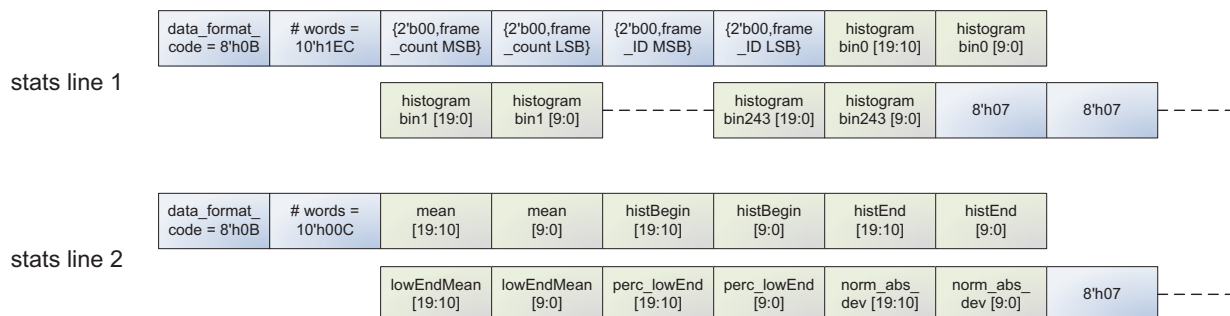 stats line 1
data_format_
code = 8'h0B
# words =
10'h1EC
{2'b00,frame
_count MSB}
{2'b00,frame
_count LSB}
{2'b00,frame
_ID MSB}
{2'b00,frame
_ID LSB}
histogram
bin0 [19:10]
histogram
bin0 [9:0]
histogram
bin1 [19:0]
histogram
bin1 [9:0]
histogram
bin243 [19:0]
histogram
bin243 [9:0]
8'h07
8'h07
stats line 2
data_format_
code = 8'h0B
# words =
10'h00C
mean
[19:10]
mean
[9:0]
histBegin
[19:10]
histBegin
[9:0]
histEnd
[19:10]
histEnd
[9:0]
lowEndMean
[19:10]
lowEndMean
[9:0]
perc_lowEnd
[19:10]
perc_lowEnd
[9:0]
norm_abs_
dev [19:10]
norm_abs_
dev [9:0]
8'h07